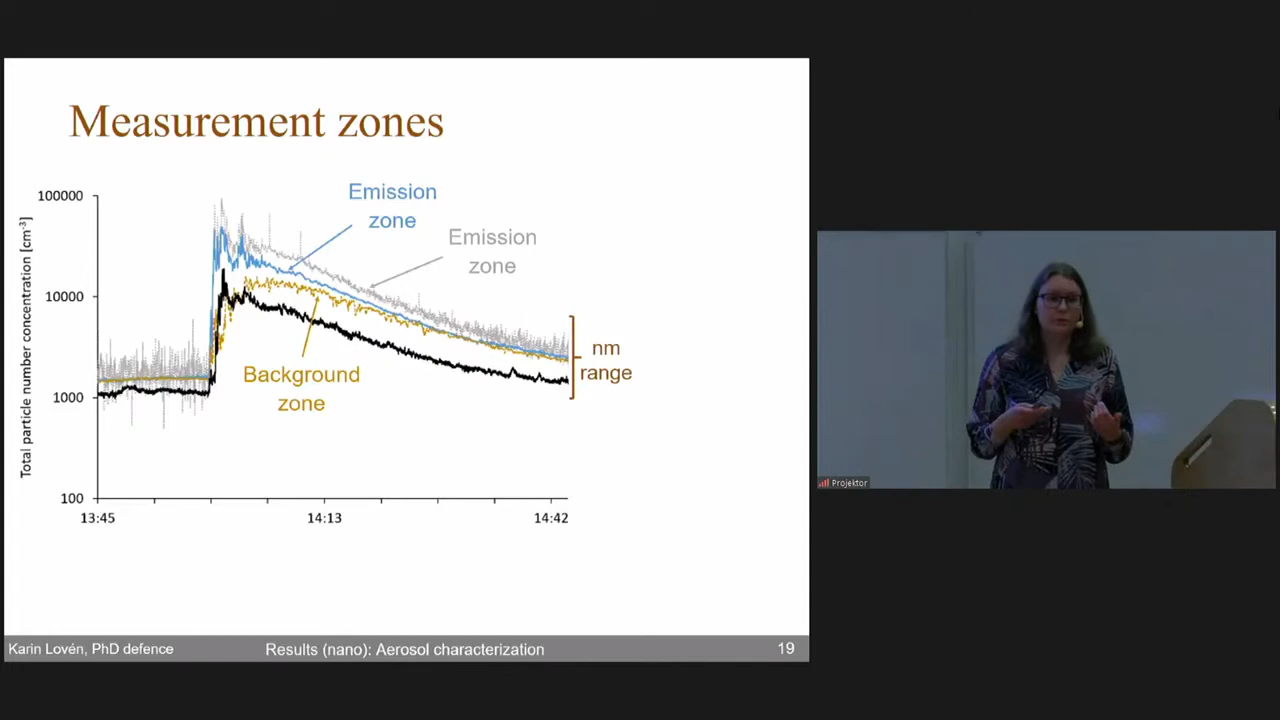 Measurement zones
Total particle number concentration [cm⁻³]
100000
10000
1000
100
13:45
14:13
14:42
Emission
zone
Emission
zone
Background
zone
nm
range
Karin Lovén, PhD defence
Results (nano): Aerosol characterization
19
Projektor